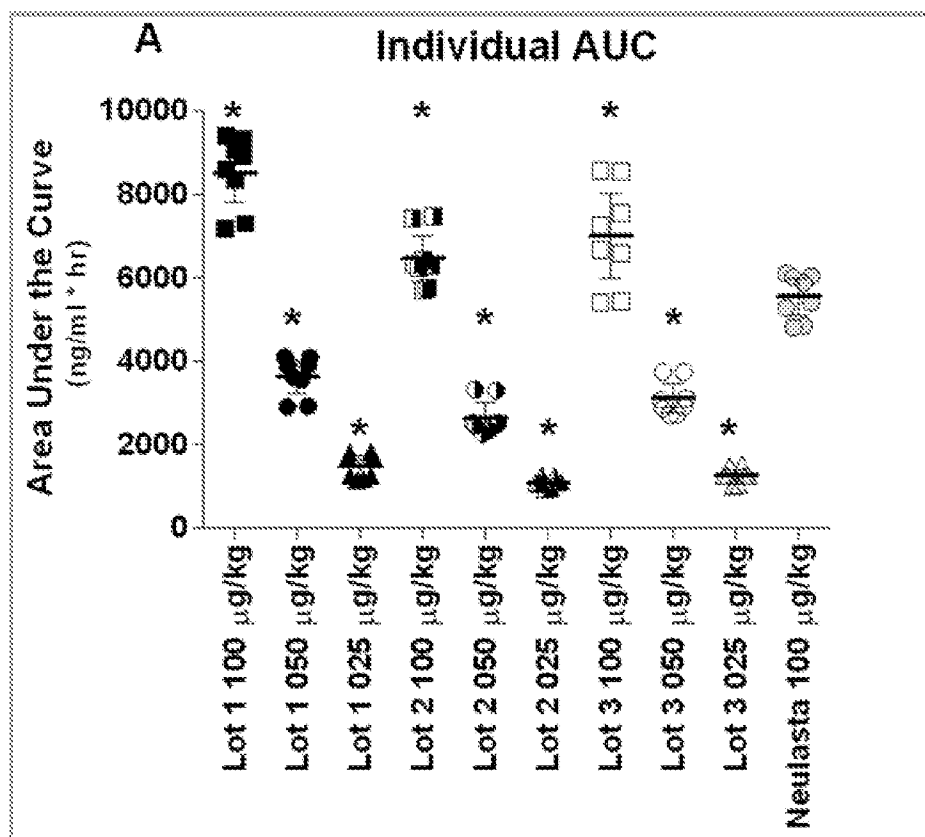 A
Individual AUC
Area Under the Curve
(ng/ml * hr)
10000
8000
6000
4000
2000
0
* * * * * * * * *
Lot 1 100 µg/kg
Lot 1 050 µg/kg
Lot 1 025 µg/kg
Lot 2 100 µg/kg
Lot 2 050 µg/kg
Lot 2 025 µg/kg
Lot 3 100 µg/kg
Lot 3 050 µg/kg
Lot 3 025 µg/kg
Neulasta 100 µg/kg